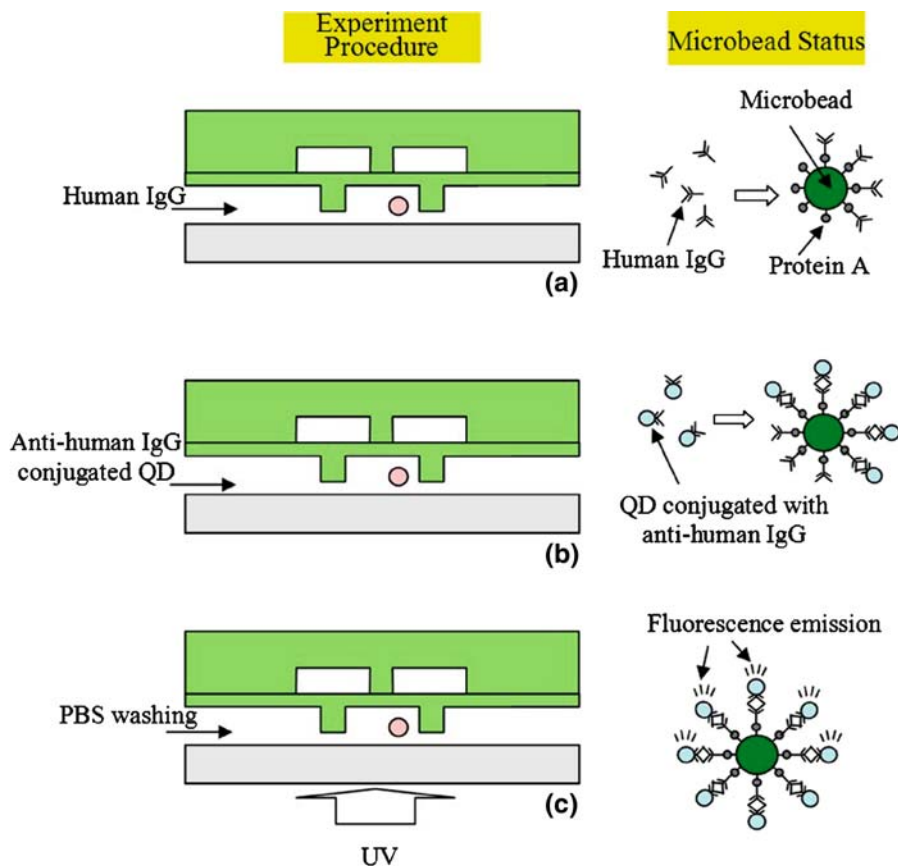 Experiment
Procedure
Microbead Status
Microbead
Human IgG
Human IgG
Protein A
(a)
Anti-human IgG
conjugated QD
QD conjugated with
anti-human IgG
(b)
Fluorescence emission
PBS washing
(c)
UV